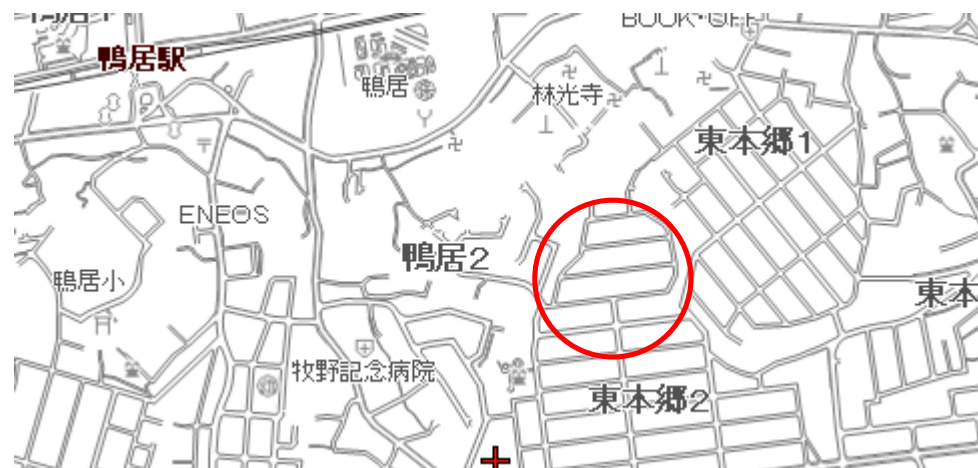 BOOK・OFF
鴨居駅
鴨居
林光寺
東本郷1
ENEOS
鴨居2
鴨居小
東本
牧野記念病院
東本郷2